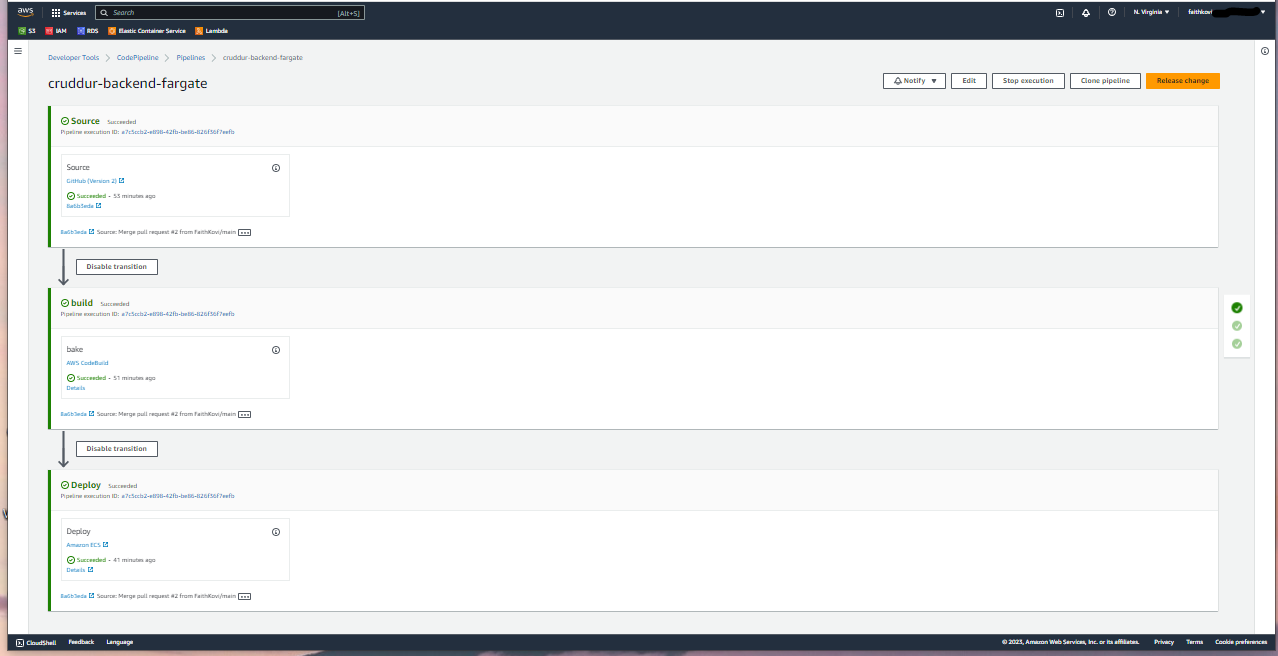 aws Services Search [Alt+S] N. Virginia
S3 IAM RDS Elastic Container Service Lambda
Developer Tools CodePipeline Pipelines cruddur-backend-fargate
cruddur-backend-fargate
Notify Edit Stop execution Clone pipeline Release change
Source Succeeded
Pipeline execution ID: a7c5ccb2-e898-42fb-be86-826f36f7eefb
Source
GitHub (Version 2)
Succeeded - 53 minutes ago
8a6b3eda
8a6b3eda Source: Merge pull request #2 from FaithKovi/main
Disable transition
build Succeeded
Pipeline execution ID: a7c5ccb2-e898-42fb-be86-826f36f7eefb
bake
AWS CodeBuild
Succeeded - 51 minutes ago
Details
8a6b3eda Source: Merge pull request #2 from FaithKovi/main
Disable transition
Deploy Succeeded
Pipeline execution ID: a7c5ccb2-e898-42fb-be86-826f36f7eefb
Deploy
Amazon ECS
Succeeded - 41 minutes ago
Details
8a6b3eda Source: Merge pull request #2 from FaithKovi/main
CloudShell Feedback Language © 2023, Amazon Web Services, Inc. or its affiliates. Privacy Terms Cookie preferences